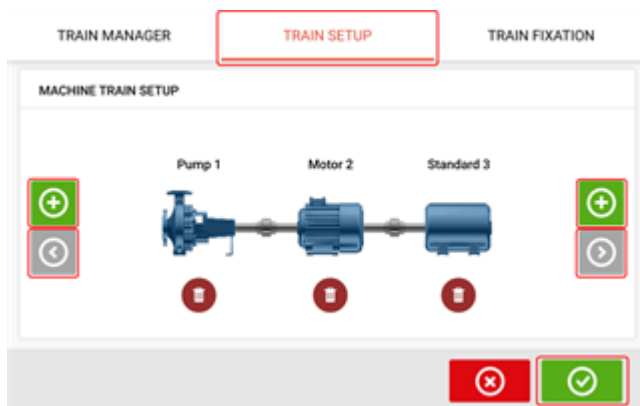 TRAIN MANAGER TRAIN SETUP TRAIN FIXATION
MACHINE TRAIN SETUP
Pump 1 Motor 2 Standard 3